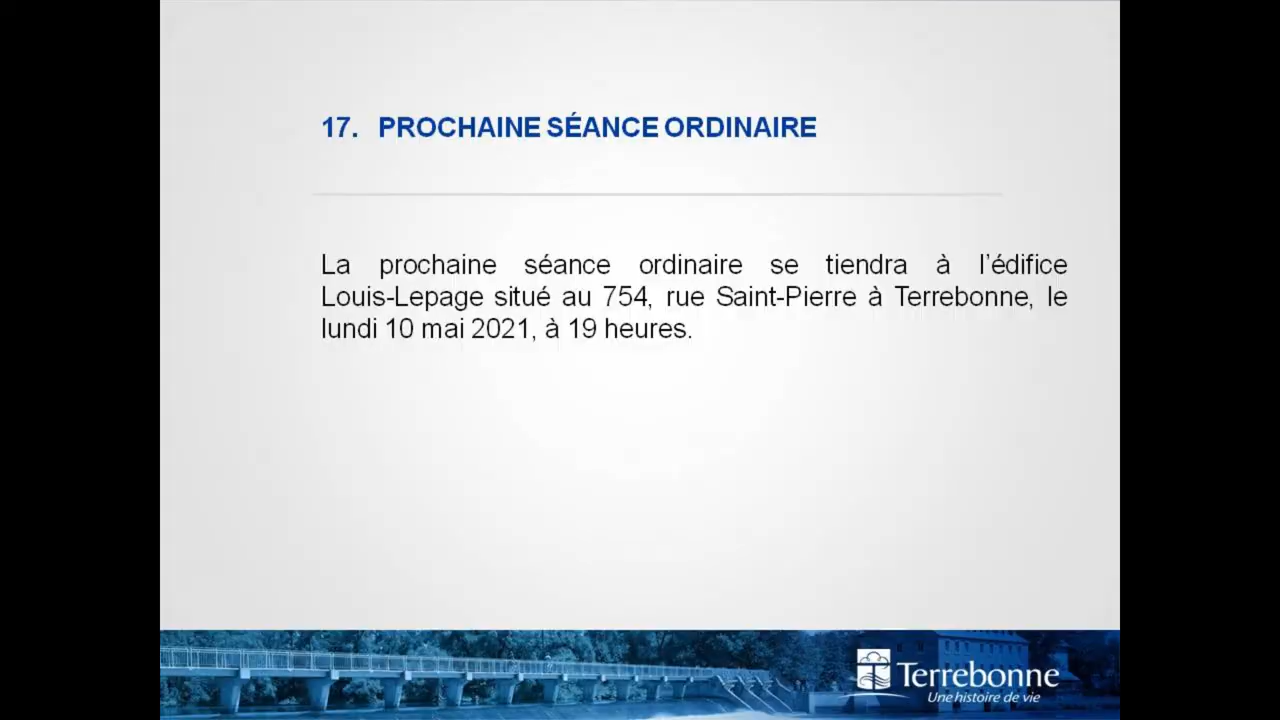 17. PROCHAINE SÉANCE ORDINAIRE
La prochaine séance ordinaire se tiendra à l’édifice
Louis-Lepage situé au 754, rue Saint-Pierre à Terrebonne, le
lundi 10 mai 2021, à 19 heures.
Terrebonne
Une histoire de vie